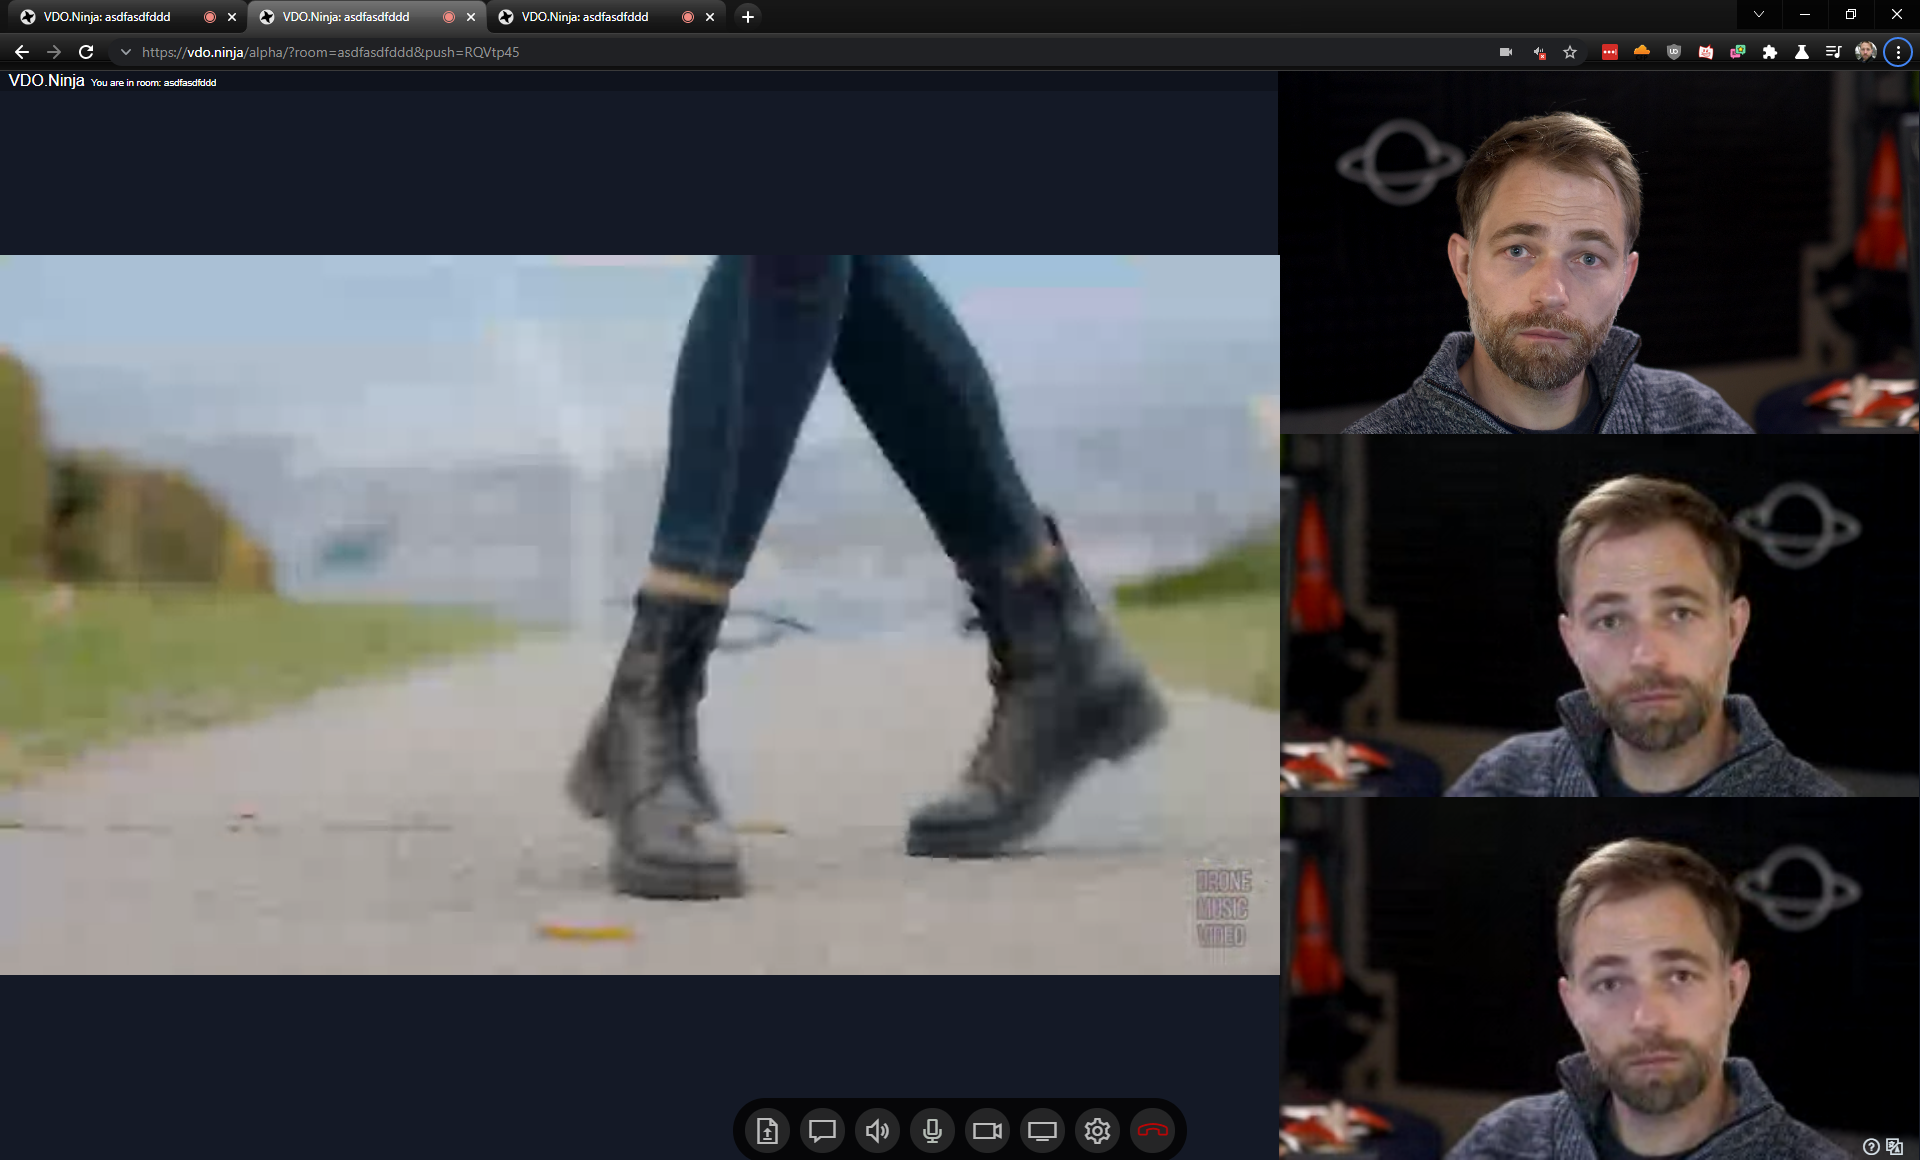 VDO.Ninja: asdfasdfddd
VDO.Ninja: asdfasdfddd
VDO.Ninja: asdfasdfddd
https://vdo.ninja/alpha/?room=asdfasdfddd&push=RQVtp45
VDO.Ninja You are in room: asdfasdfddd
DRONE
MUSIC
VIDEO